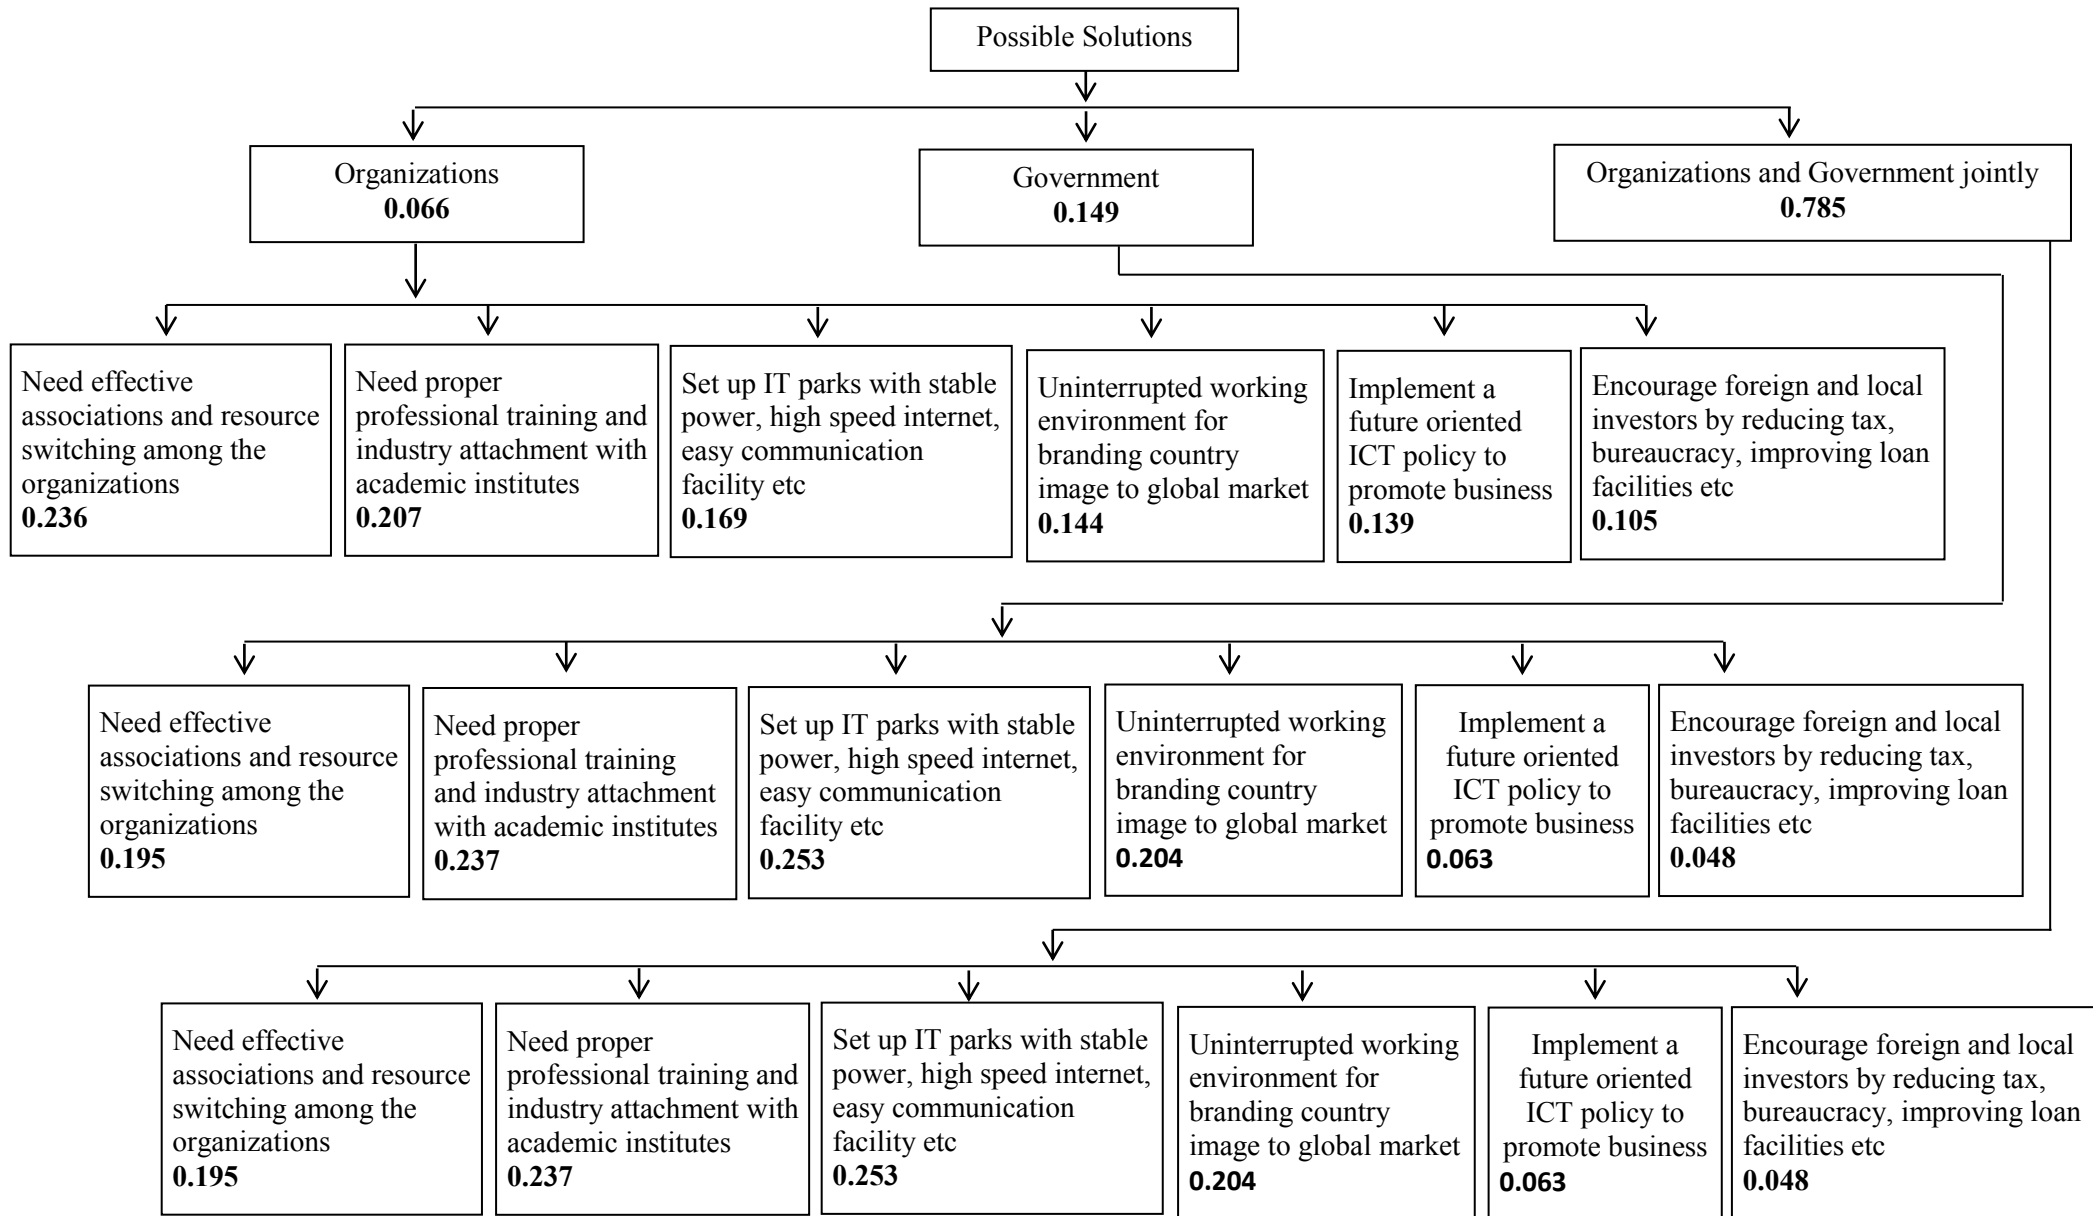 Possible Solutions
Organizations
0.066
Government
0.149
Organizations and Government jointly
0.785
Need effective
associations and resource
switching among the
organizations
0.236
Need proper
professional training and
industry attachment with
academic institutes
0.207
Set up IT parks with stable
power, high speed internet,
easy communication
facility etc
0.169
Uninterrupted working
environment for
branding country
image to global market
0.144
Implement a
future oriented
ICT policy to
promote business
0.139
Encourage foreign and local
investors by reducing tax,
bureaucracy, improving loan
facilities etc
0.105
Need effective
associations and resource
switching among the
organizations
0.195
Need proper
professional training
and industry attachment
with academic institutes
0.237
Set up IT parks with stable
power, high speed internet,
easy communication
facility etc
0.253
Uninterrupted working
environment for
branding country
image to global market
0.204
Implement a
future oriented
ICT policy to
promote business
0.063
Encourage foreign and local
investors by reducing tax,
bureaucracy, improving loan
facilities etc
0.048
Need effective
associations and resource
switching among the
organizations
0.195
Need proper
professional training and
industry attachment with
academic institutes
0.237
Set up IT parks with stable
power, high speed internet,
easy communication
facility etc
0.253
Uninterrupted working
environment for
branding country
image to global market
0.204
Implement a
future oriented
ICT policy to
promote business
0.063
Encourage foreign and local
investors by reducing tax,
bureaucracy, improving loan
facilities etc
0.048